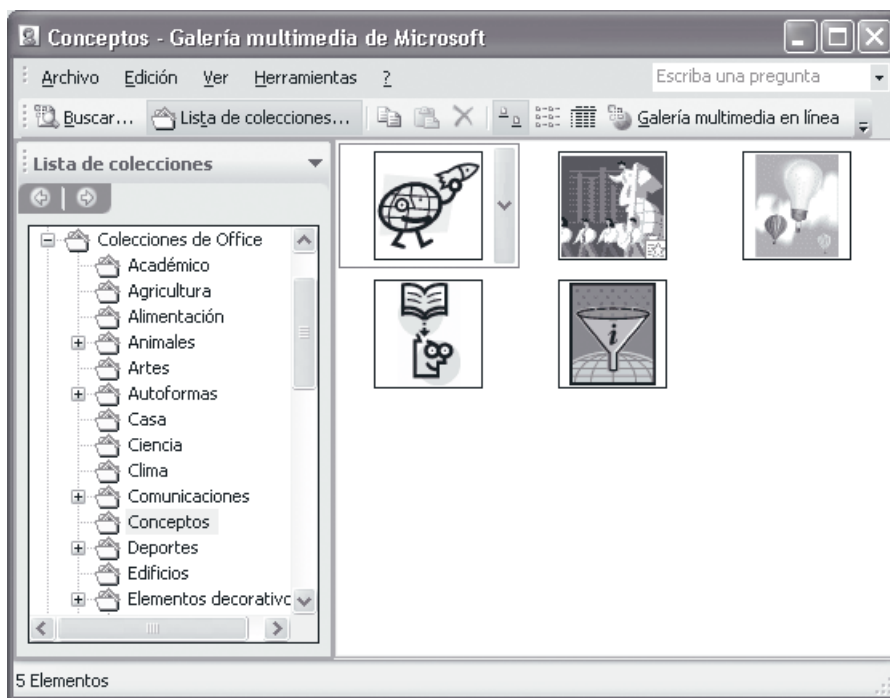 Conceptos - Galería multimedia de Microsoft
Archivo Edición Ver Herramientas ? Escriba una pregunta
Buscar... Lista de colecciones... Galería multimedia en línea
Lista de colecciones
Colecciones de Office
Académico
Agricultura
Alimentación
Animales
Artes
Autoformas
Casa
Ciencia
Clima
Comunicaciones
Conceptos
Deportes
Edificios
Elementos decorativc
i
5 Elementos